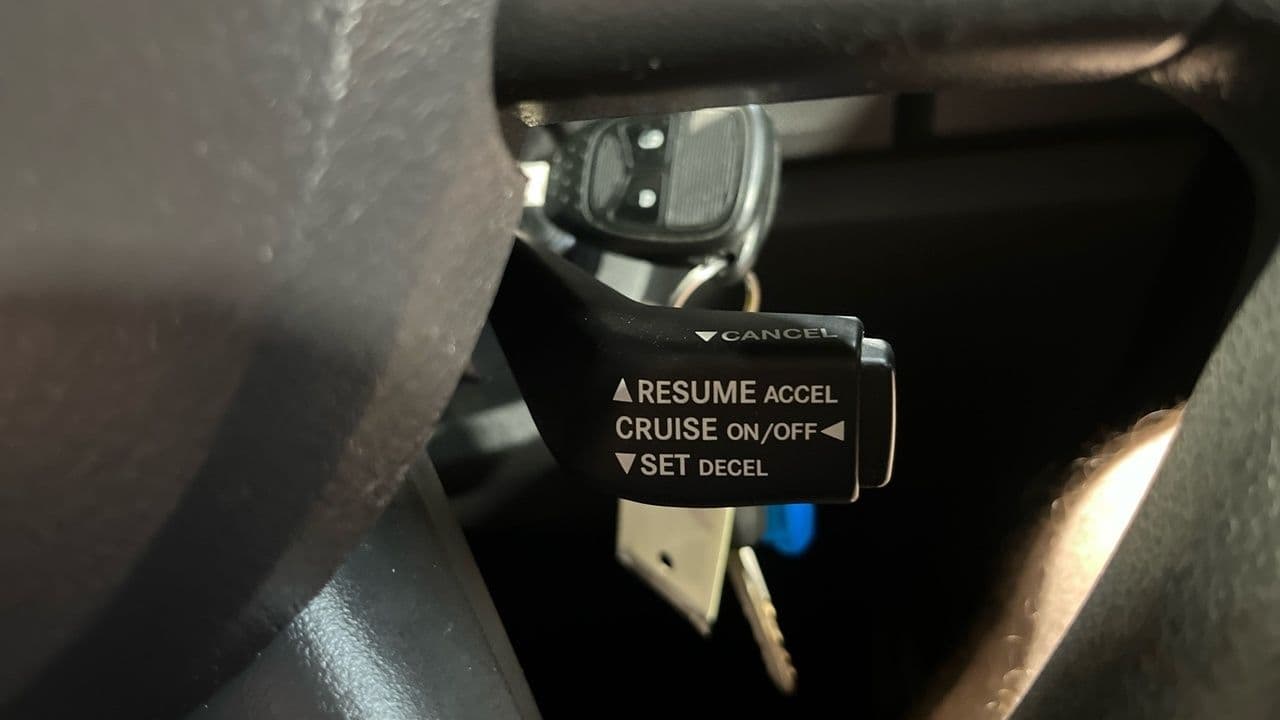 ▼CANCEL
▲RESUME ACCEL
CRUISE ON/OFF◀
▼SET DECEL